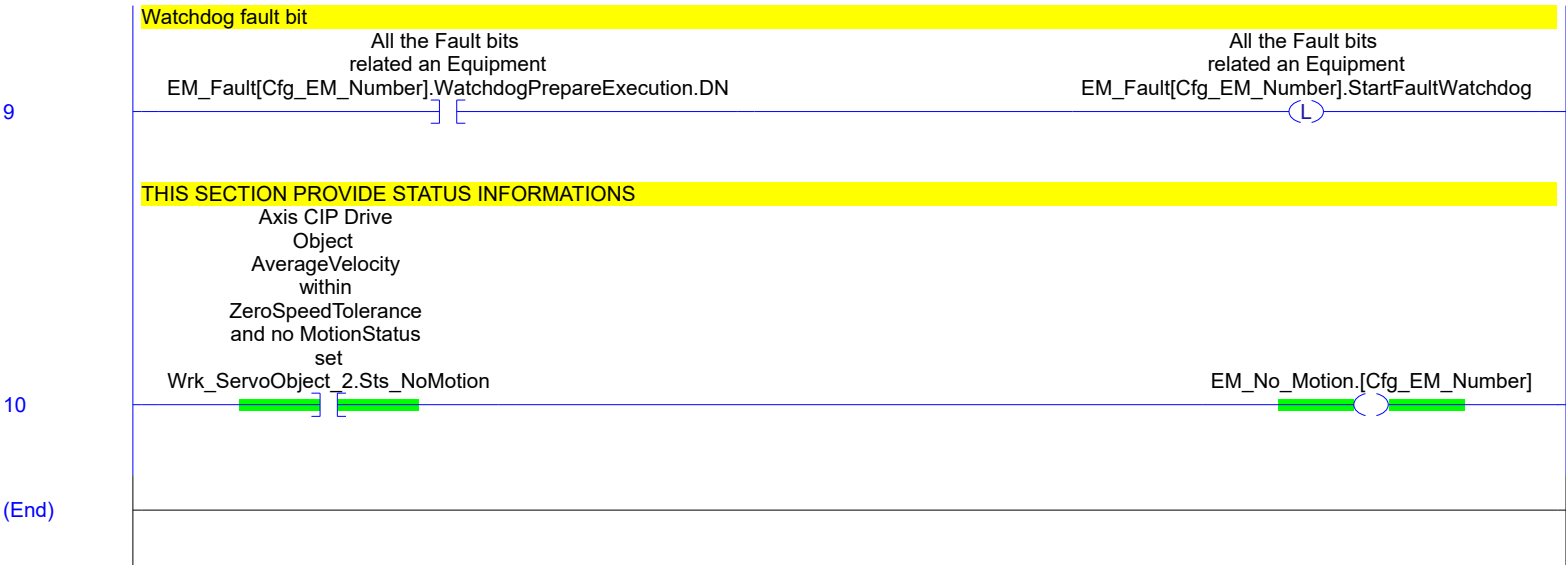 Watchdog fault bit
All the Fault bits
related an Equipment
EM_Fault[Cfg_EM_Number].WatchdogPrepareExecution.DN
All the Fault bits
related an Equipment
EM_Fault[Cfg_EM_Number].StartFaultWatchdog
9
L
THIS SECTION PROVIDE STATUS INFORMATIONS
Axis CIP Drive
Object
AverageVelocity
within
ZeroSpeedTolerance
and no MotionStatus
set
Wrk_ServoObject_2.Sts_NoMotion
EM_No_Motion.[Cfg_EM_Number]
10
(End)